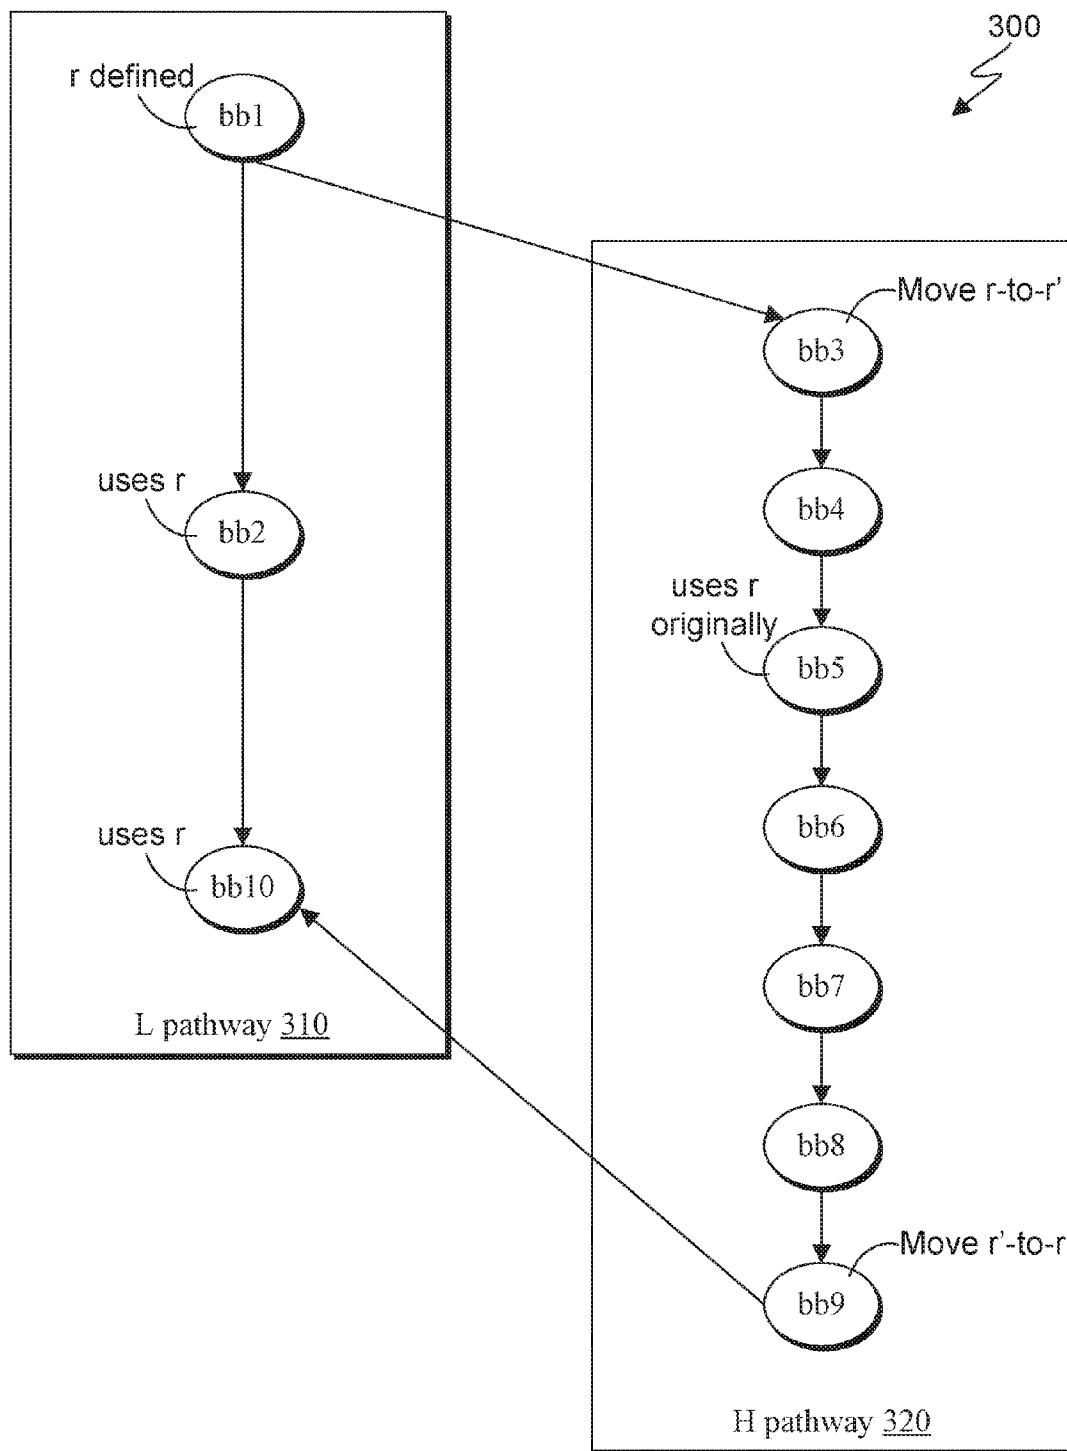 300
r defined
bb1
Move r-to-r'
bb3
uses r
bb2
bb4
uses r
originally
bb5
uses r
bb10
bb6
bb7
L pathway 310
bb8
Move r'-to-r
bb9
H pathway 320